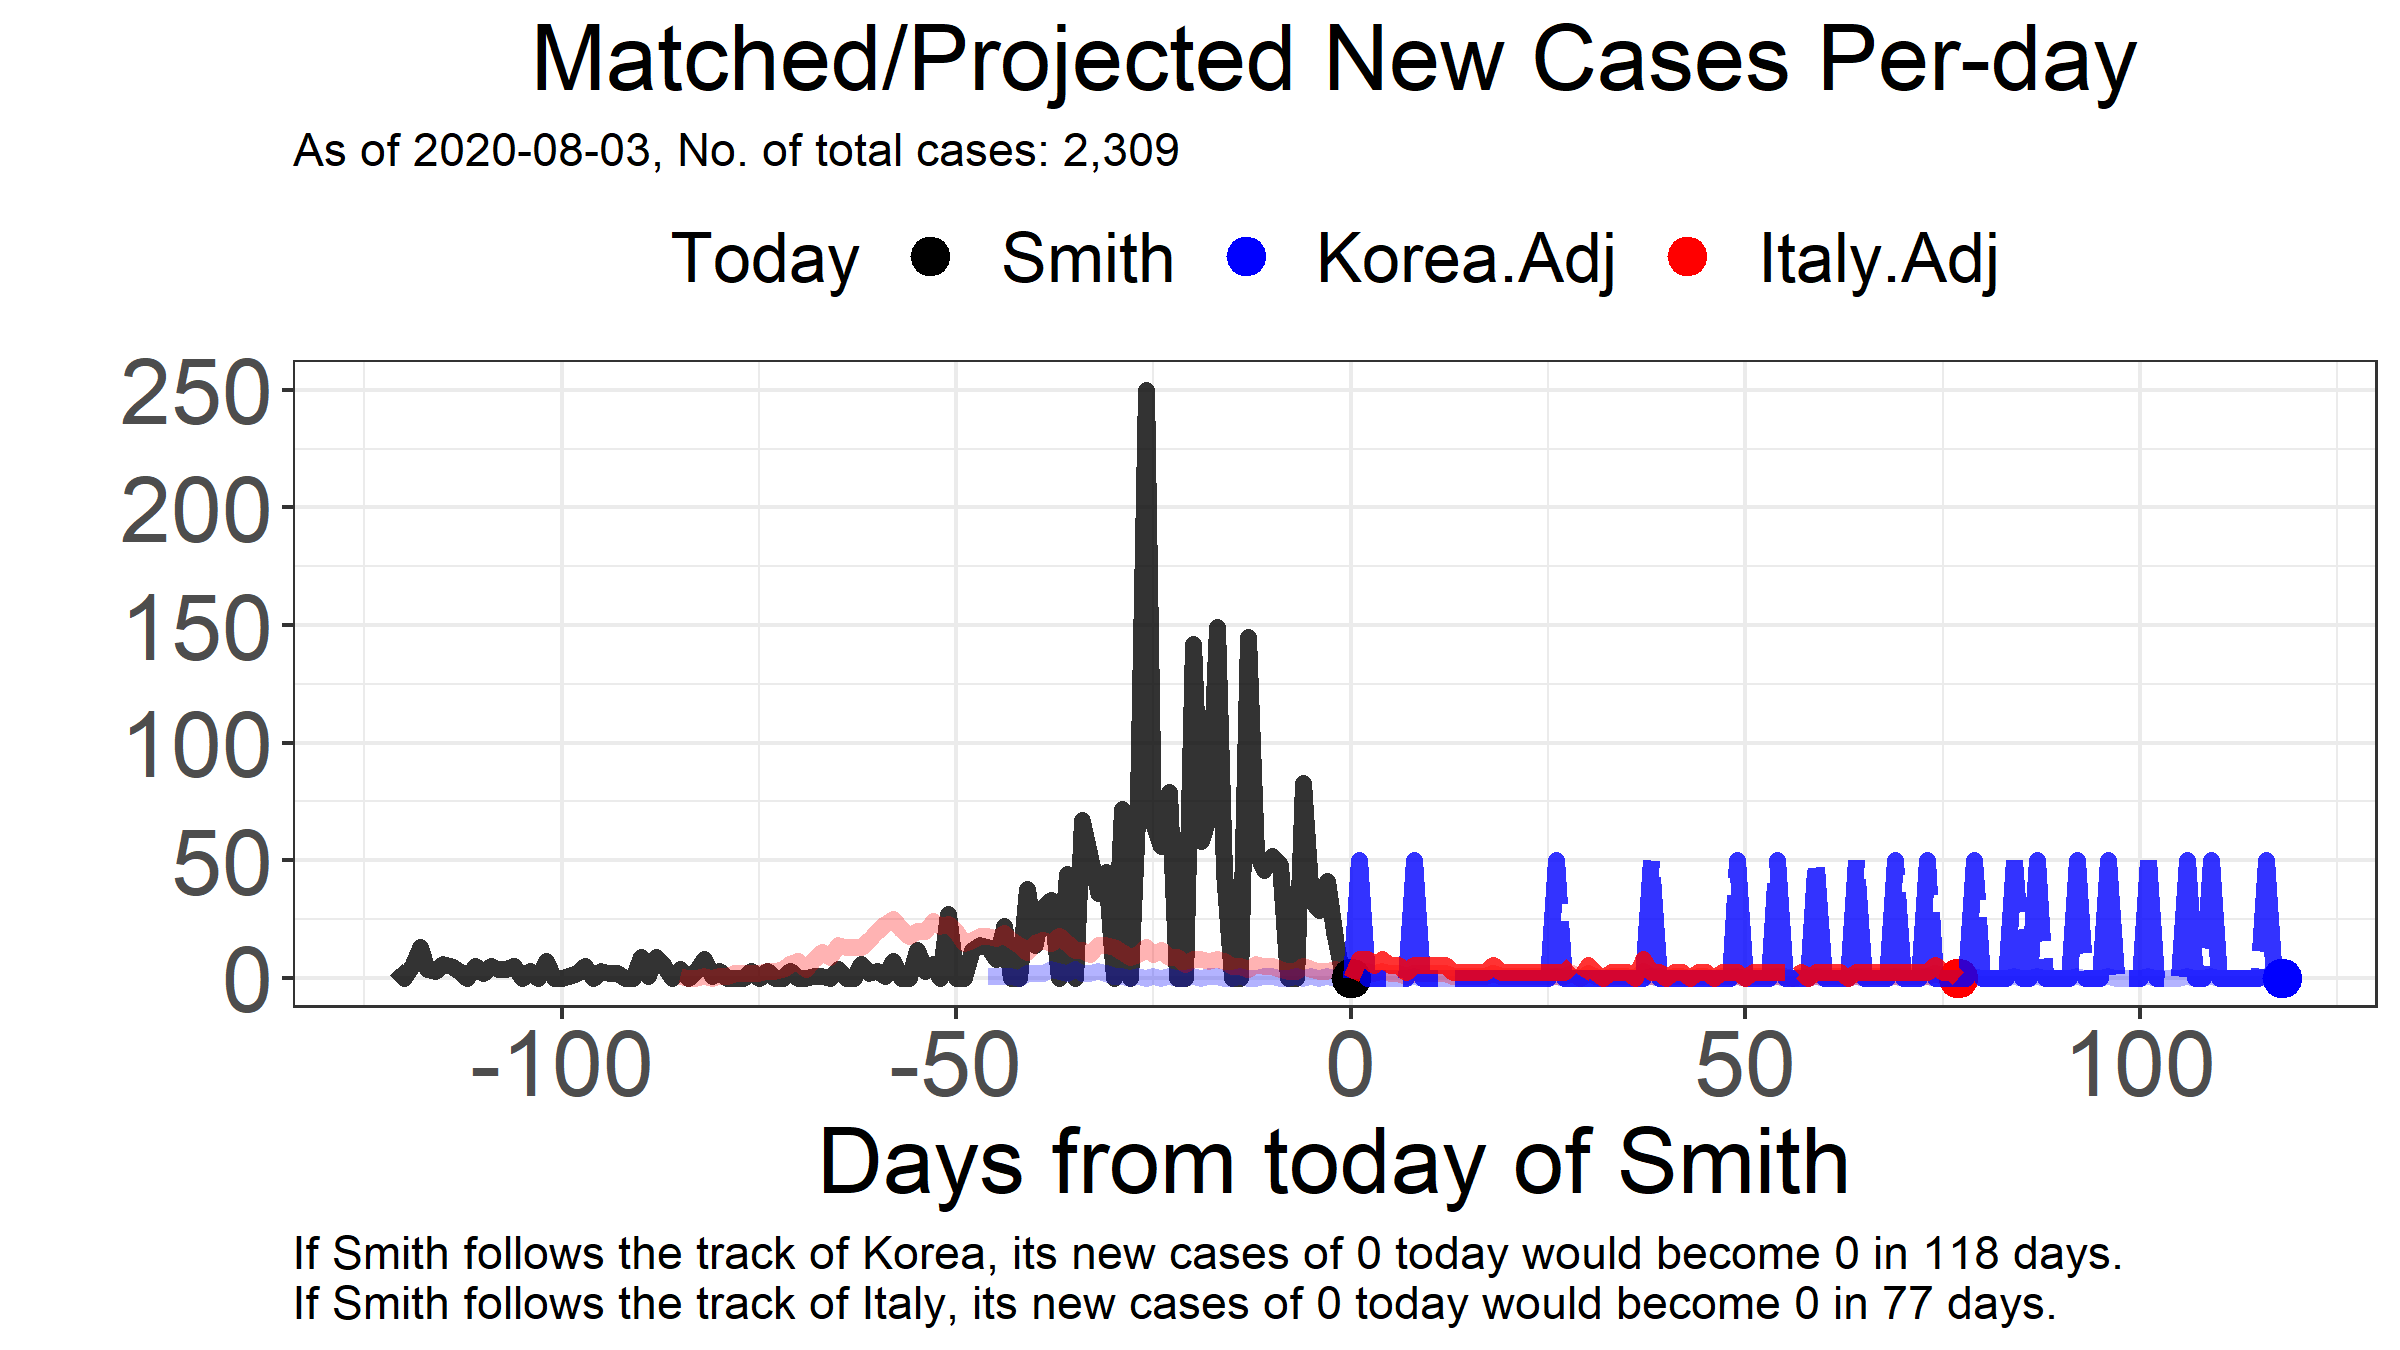 Matched/Projected New Cases Per-day
As of 2020-08-03, No. of total cases: 2,309
Today Smith Korea.Adj Italy.Adj
250
200
150
100
50
0
-100 -50 0 50 100
Days from today of Smith
If Smith follows the track of Korea, its new cases of 0 today would become 0 in 118 days.
If Smith follows the track of Italy, its new cases of 0 today would become 0 in 77 days.